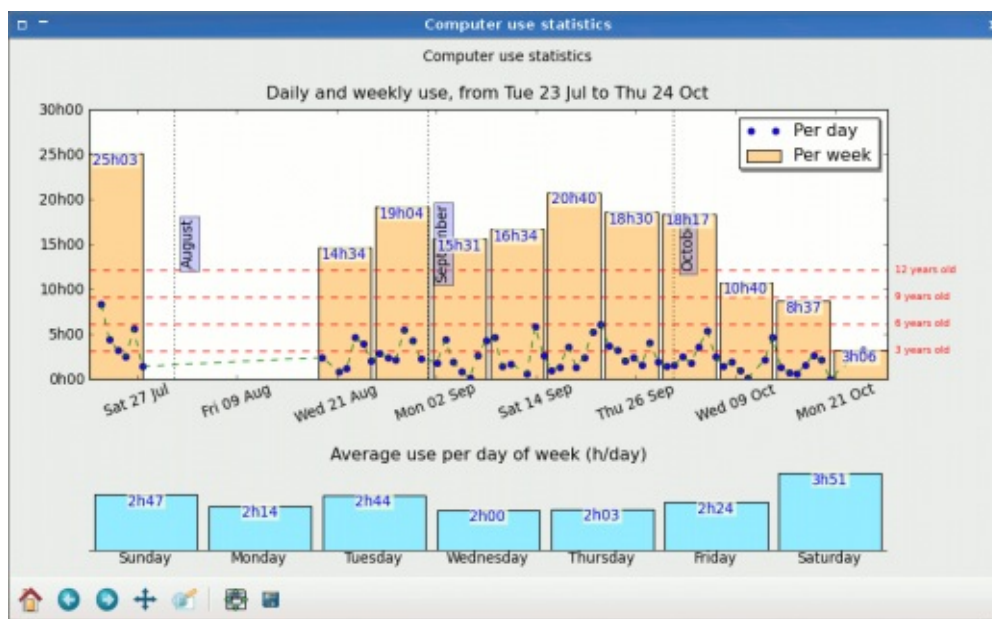 Computer use statistics
Computer use statistics
Daily and weekly use, from Tue 23 Jul to Thu 24 Oct
30h00
25h00
20h00
15h00
10h00
5h00
0h00
Per day
Per week
25h03
14h34
19h04
15h31
16h34
20h40
18h30
18h17
10h40
8h37
3h06
August
September
October
12 years old
9 years old
6 years old
3 years old
Sat 27 Jul
Fri 09 Aug
Wed 21 Aug
Mon 02 Sep
Sat 14 Sep
Thu 26 Sep
Wed 09 Oct
Mon 21 Oct
Average use per day of week (h/day)
2h47
2h14
2h44
2h00
2h03
2h24
3h51
Sunday
Monday
Tuesday
Wednesday
Thursday
Friday
Saturday